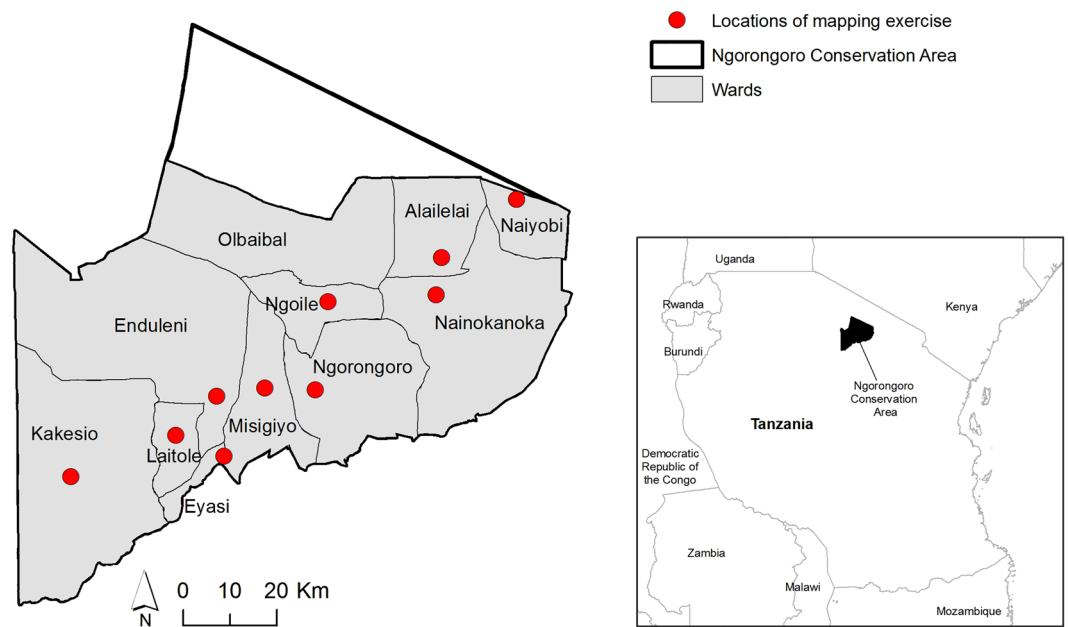 Locations of mapping exercise
Ngorongoro Conservation Area
Wards
Alailelai
Naiyobi
Olbaibal
Ngoile
Nainokanoka
Enduleni
Ngorongoro
Misigiyo
Kakesio
Laitole
Eyasi
0 10 20 Km
N
Uganda
Rwanda
Kenya
Burundi
Ngorongoro
Conservation
Area
Tanzania
Democratic
Republic of
the Congo
Zambia
Malawi
Mozambique